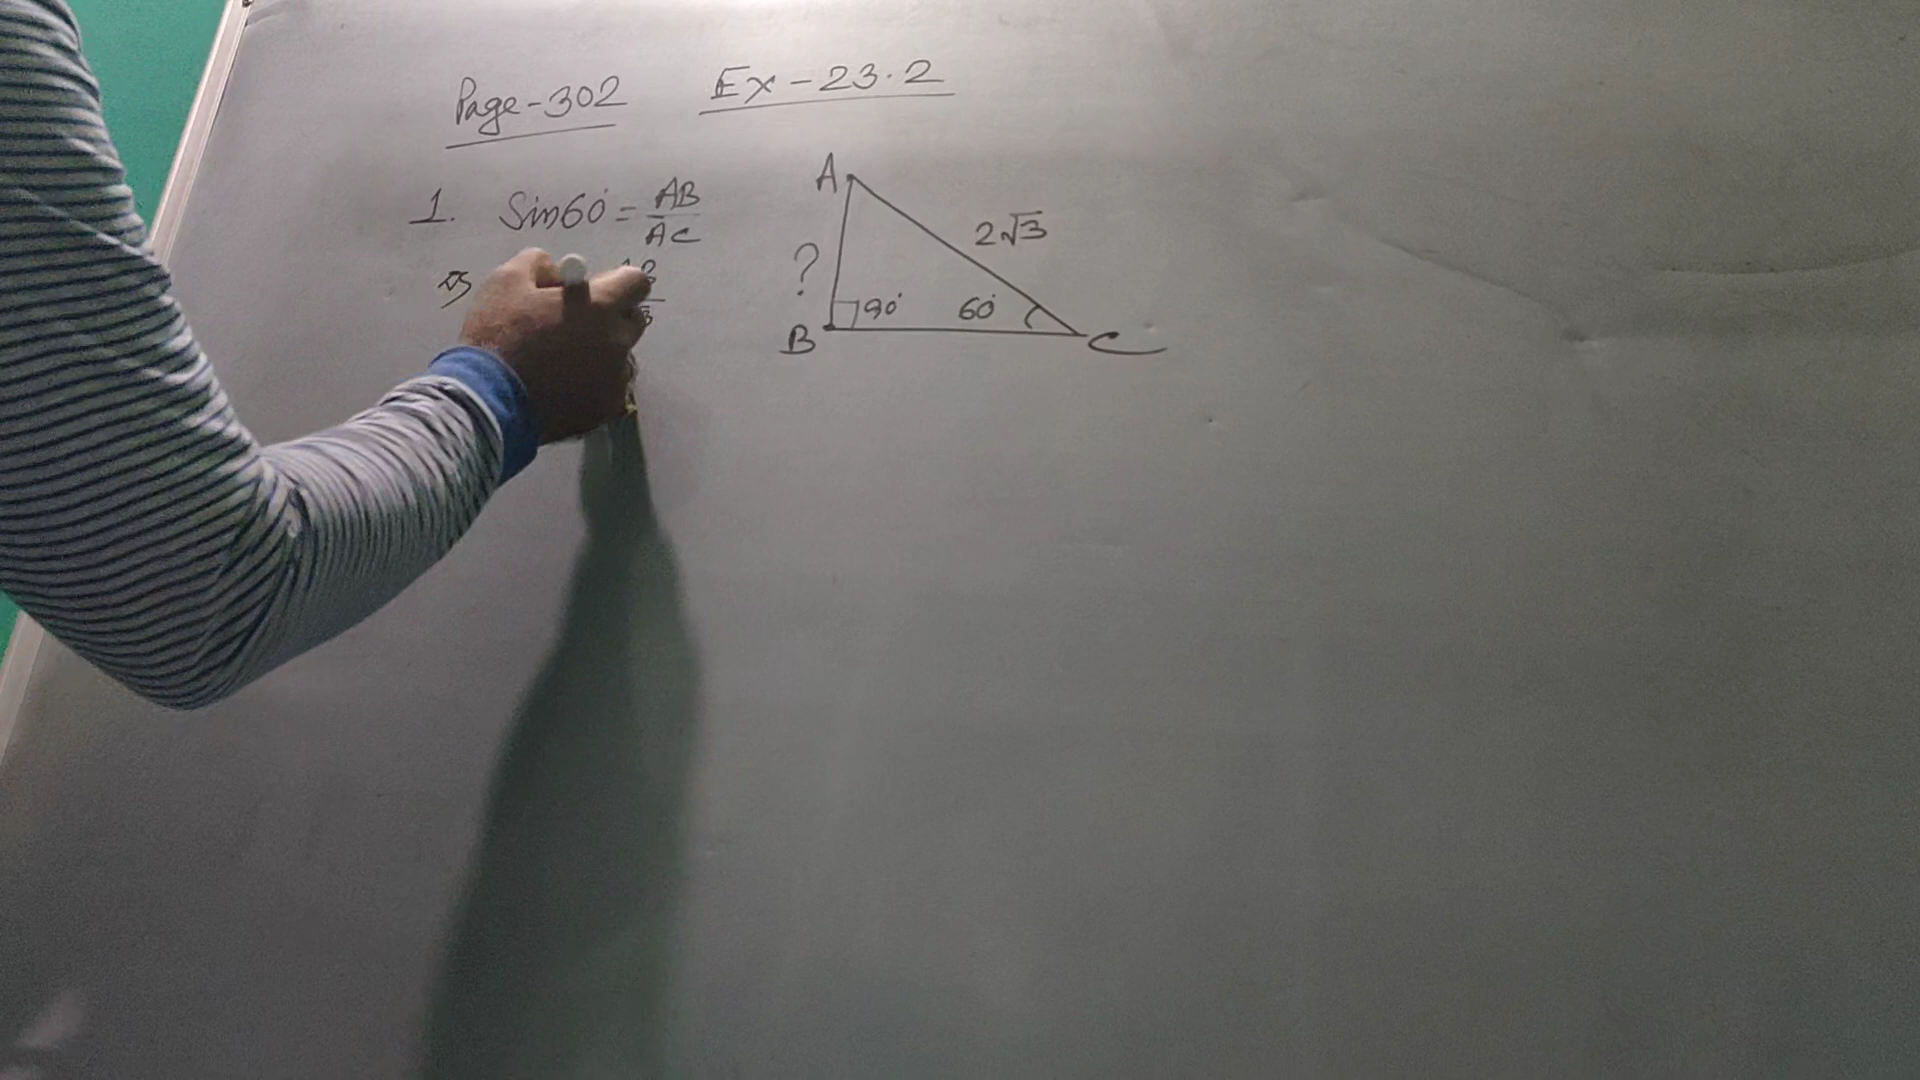 Page-302 Ex-23.2
1. Sin60° = AB/AC
A
2√3
?
90° 60°
B C